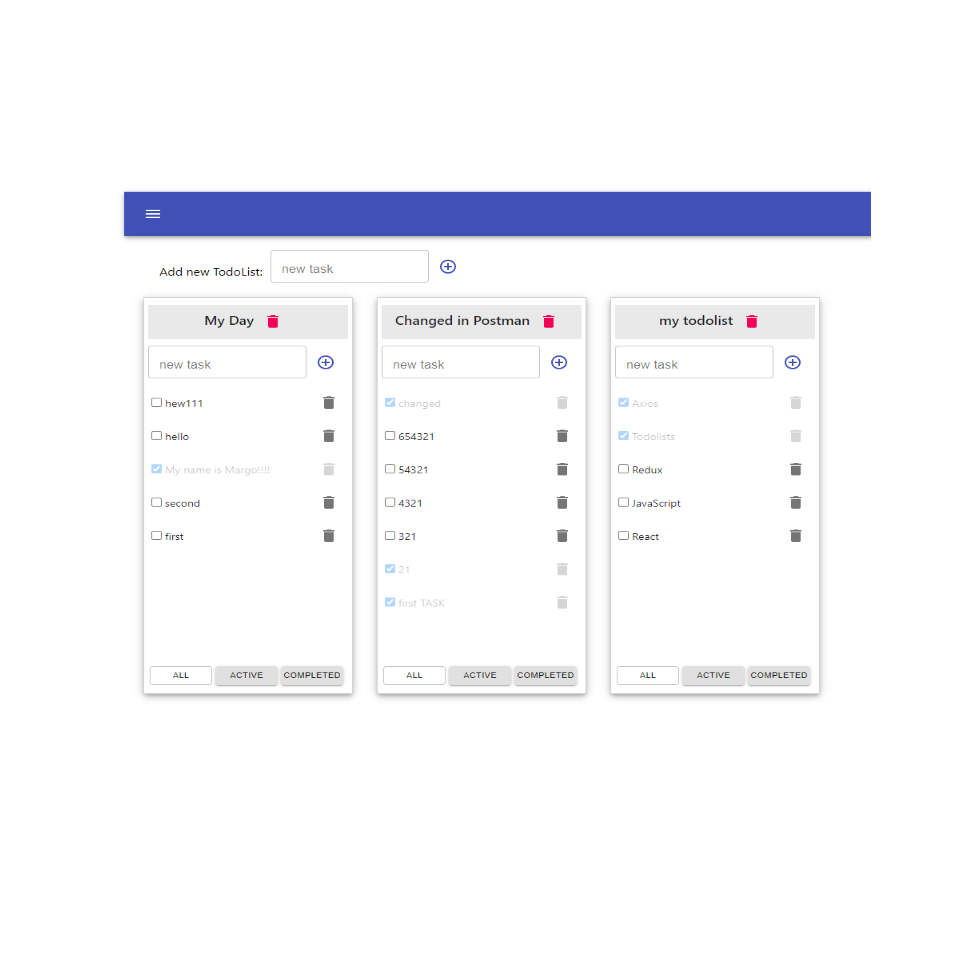 Add new TodoList:
new task
My Day
new task
hew111
hello
My name is Margo!!!!
second
first
ALL
ACTIVE
COMPLETED
Changed in Postman
new task
changed
654321
54321
4321
321
21
first TASK
ALL
ACTIVE
COMPLETED
my todolist
new task
Axios
Todolists
Redux
JavaScript
React
ALL
ACTIVE
COMPLETED